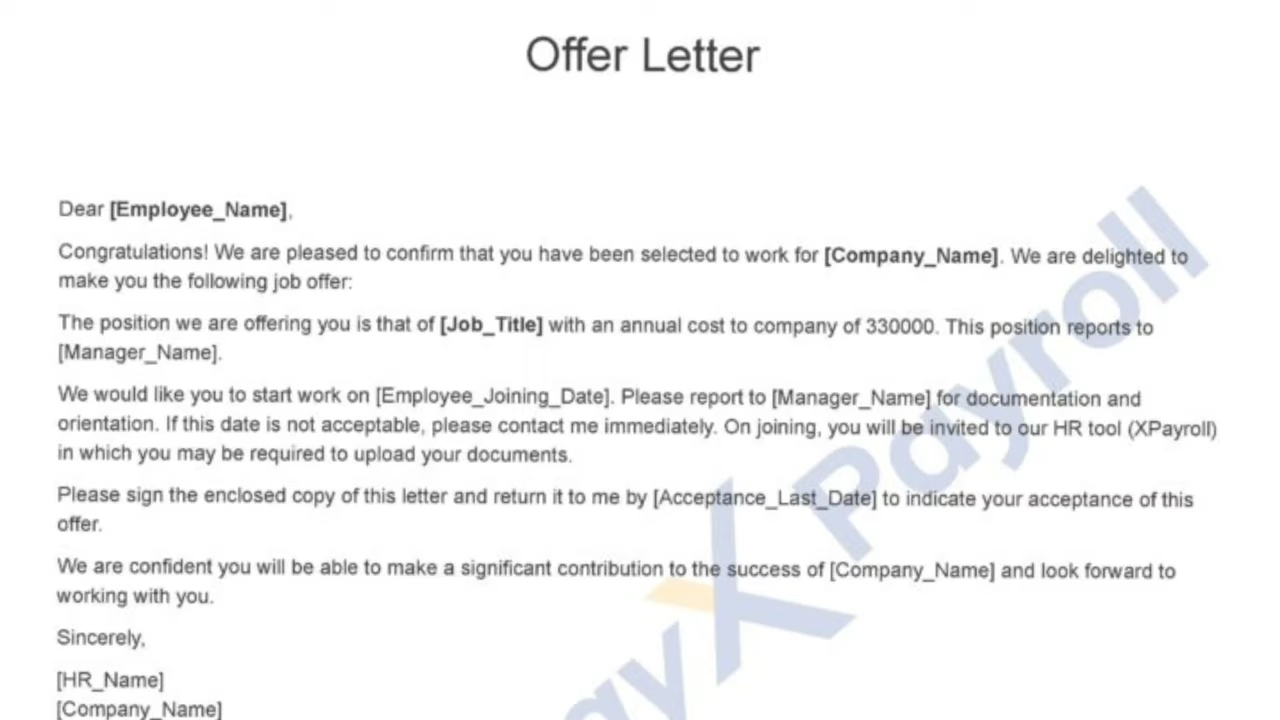 Offer Letter
Dear [Employee_Name],
Congratulations! We are pleased to confirm that you have been selected to work for [Company_Name]. We are delighted to
make you the following job offer:
The position we are offering you is that of [Job_Title] with an annual cost to company of 330000. This position reports to
[Manager_Name].
We would like you to start work on [Employee_Joining_Date]. Please report to [Manager_Name] for documentation and
orientation. If this date is not acceptable, please contact me immediately. On joining, you will be invited to our HR tool (XPayroll)
in which you may be required to upload your documents.
Please sign the enclosed copy of this letter and return it to me by [Acceptance_Last_Date] to indicate your acceptance of this
offer.
We are confident you will be able to make a significant contribution to the success of [Company_Name] and look forward to
working with you.
Sincerely,
[HR_Name]
[Company_Name]
ayX Payroll